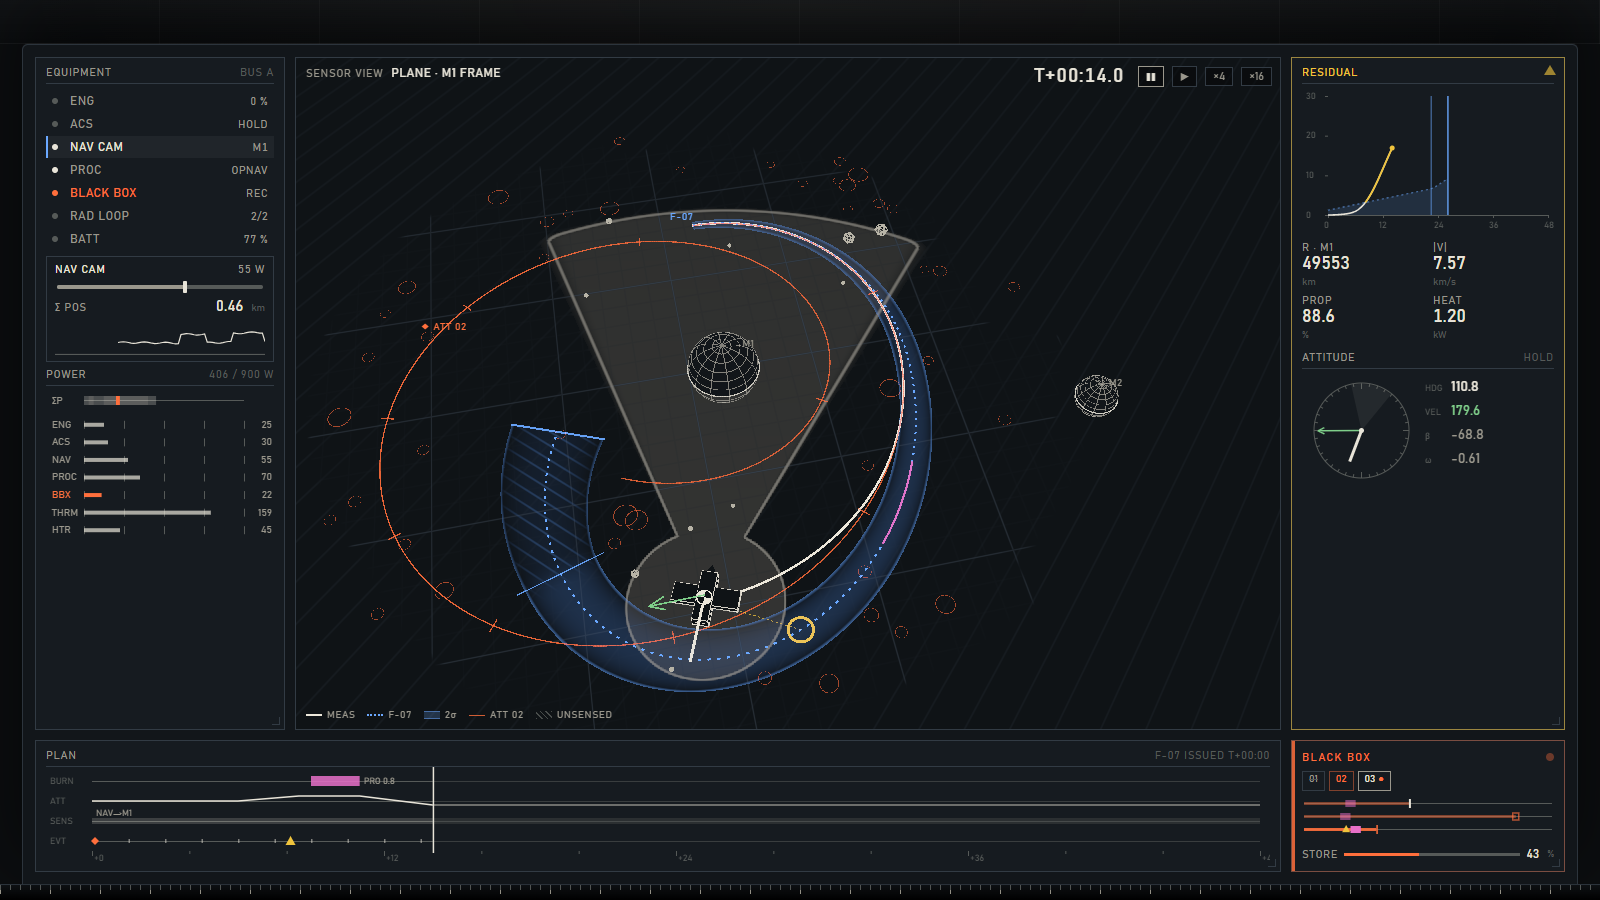 EQUIPMENT BUS A
ENG 0 %
ACS HOLD
NAV CAM M1
PROC OPNAV
BLACK BOX REC
RAD LOOP 2/2
BATT 77 %
NAV CAM 55 W
Σ POS 0.46 km
POWER 406 / 900 W
ΣP
ENG 25
ACS 30
NAV 55
PROC 70
BBX 22
THRM 159
HTR 45
SENSOR VIEW PLANE · M1 FRAME
T+00:14.0 ×4 ×16
F-07
ATT 02
M1
M2
MEAS F-07 2σ ATT 02 UNSENSED
RESIDUAL
30
20
10
0
0 12 24 36 48
R · M1 |V|
49553 7.57
km km/s
PROP HEAT
88.6 1.20
% kW
ATTITUDE HOLD
HDG 110.8
VEL 179.6
β -68.8
ω -0.61
PLAN F-07 ISSUED T+00:00
BURN PRO 0.8
ATT
NAV→M1
SENS
EVT
+0 +12 +24 +36
BLACK BOX
01 02 03
STORE 43 %